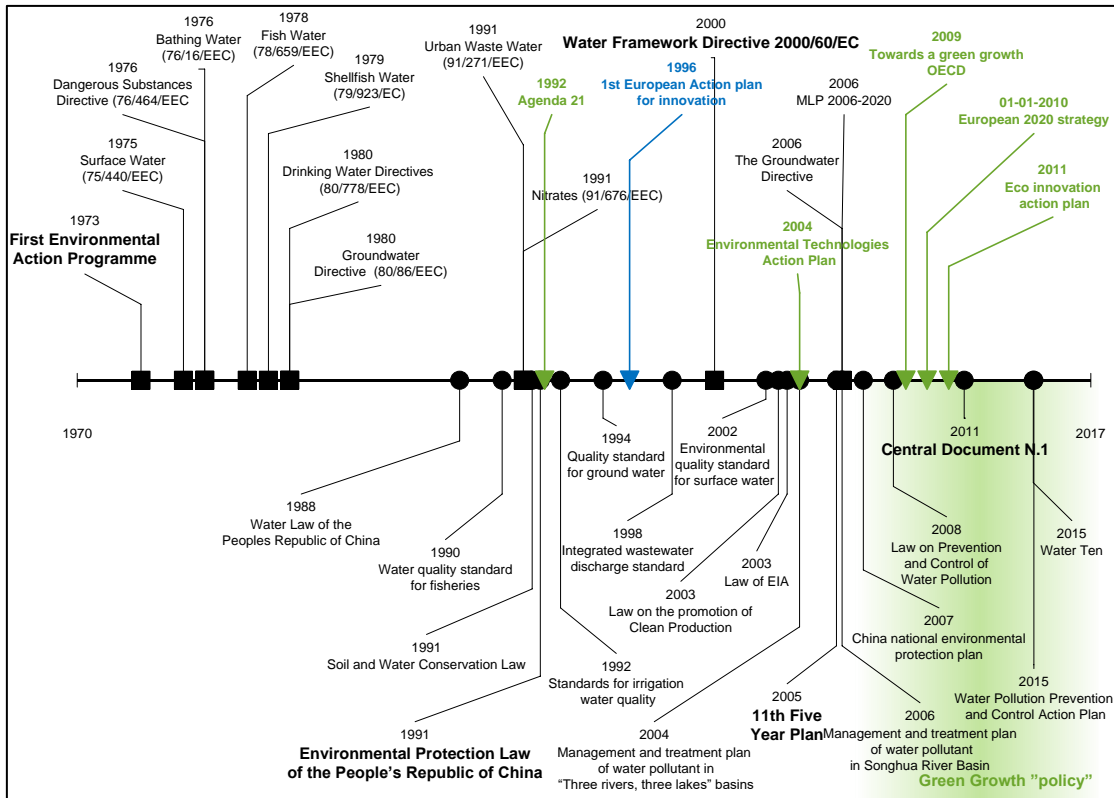 1976
Bathing Water
(76/16/EEC)
1978
Fish Water
(78/659/EEC)
1976
Dangerous Substances
Directive (76/464/EEC
1979
Shellfish Water
(79/923/EC)
1975
Surface Water
(75/440/EEC)
1980
Drinking Water Directives
(80/778/EEC)
1973
First Environmental
Action Programme
1980
Groundwater
Directive (80/86/EEC)
1991
Urban Waste Water
(91/271/EEC)
1992
Agenda 21
1991
Nitrates (91/676/EEC)
1996
1st European Action plan
for innovation
2000
Water Framework Directive 2000/60/EC
2006
MLP 2006-2020
2006
The Groundwater
Directive
2004
Environmental Technologies
Action Plan
2009
Towards a green growth
OECD
01-01-2010
European 2020 strategy
2011
Eco innovation
action plan
1970
2017
1988
Water Law of the
Peoples Republic of China
1990
Water quality standard
for fisheries
1991
Soil and Water Conservation Law
1991
Environmental Protection Law
of the People's Republic of China
1992
Standards for irrigation
water quality
1994
Quality standard
for ground water
1998
Integrated wastewater
discharge standard
2002
Environmental
quality standard
for surface water
2003
Law on the promotion of
Clean Production
2003
Law of EIA
2004
Management and treatment plan
of water pollutant in
“Three rivers, three lakes” basins
2005
11th Five
Year Plan
2006
Management and treatment plan
of water pollutant
in Songhua River Basin
2007
China national environmental
protection plan
2008
Law on Prevention
and Control of
Water Pollution
2011
Central Document N.1
2015
Water Ten
2015
Water Pollution Prevention
and Control Action Plan
Green Growth ”policy”